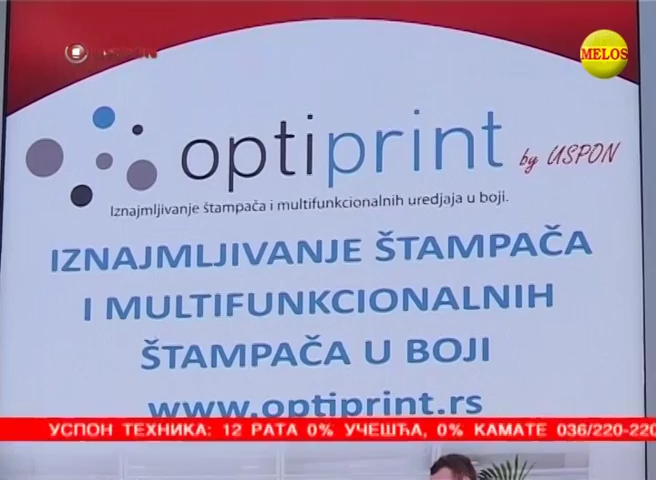 USPON
MELOS
optiprint by USPON
Iznajmljivanje štampača i multifunkcionalnih uredjaja u boji.
IZNAJMLJIVANJE ŠTAMPAČA
I MULTIFUNKCIONALNIH
ŠTAMPAČA U BOJI
www.optiprint.rs
УСПОН ТЕХНИКА: 12 РАТА 0% УЧЕШЋА, 0% КАМАТЕ 036/220-220